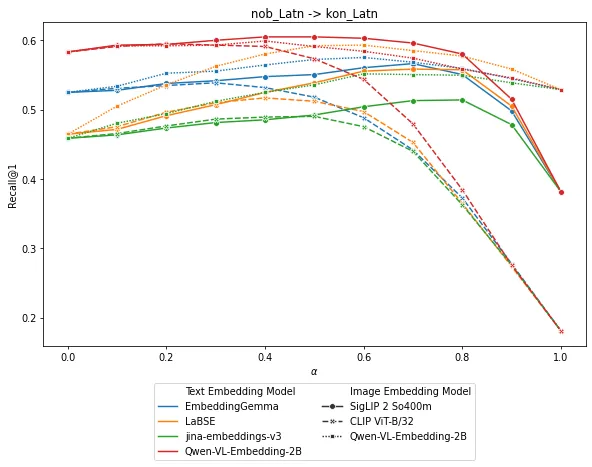 nob_Latn -> kon_Latn
Recall@1
0.6
0.5
0.4
0.3
0.2
0.0 0.2 0.4 0.6 0.8 1.0
α
Text Embedding Model
EmbeddingGemma
LaBSE
jina-embeddings-v3
Qwen-VL-Embedding-2B
Image Embedding Model
SigLIP 2 So400m
CLIP ViT-B/32
Qwen-VL-Embedding-2B